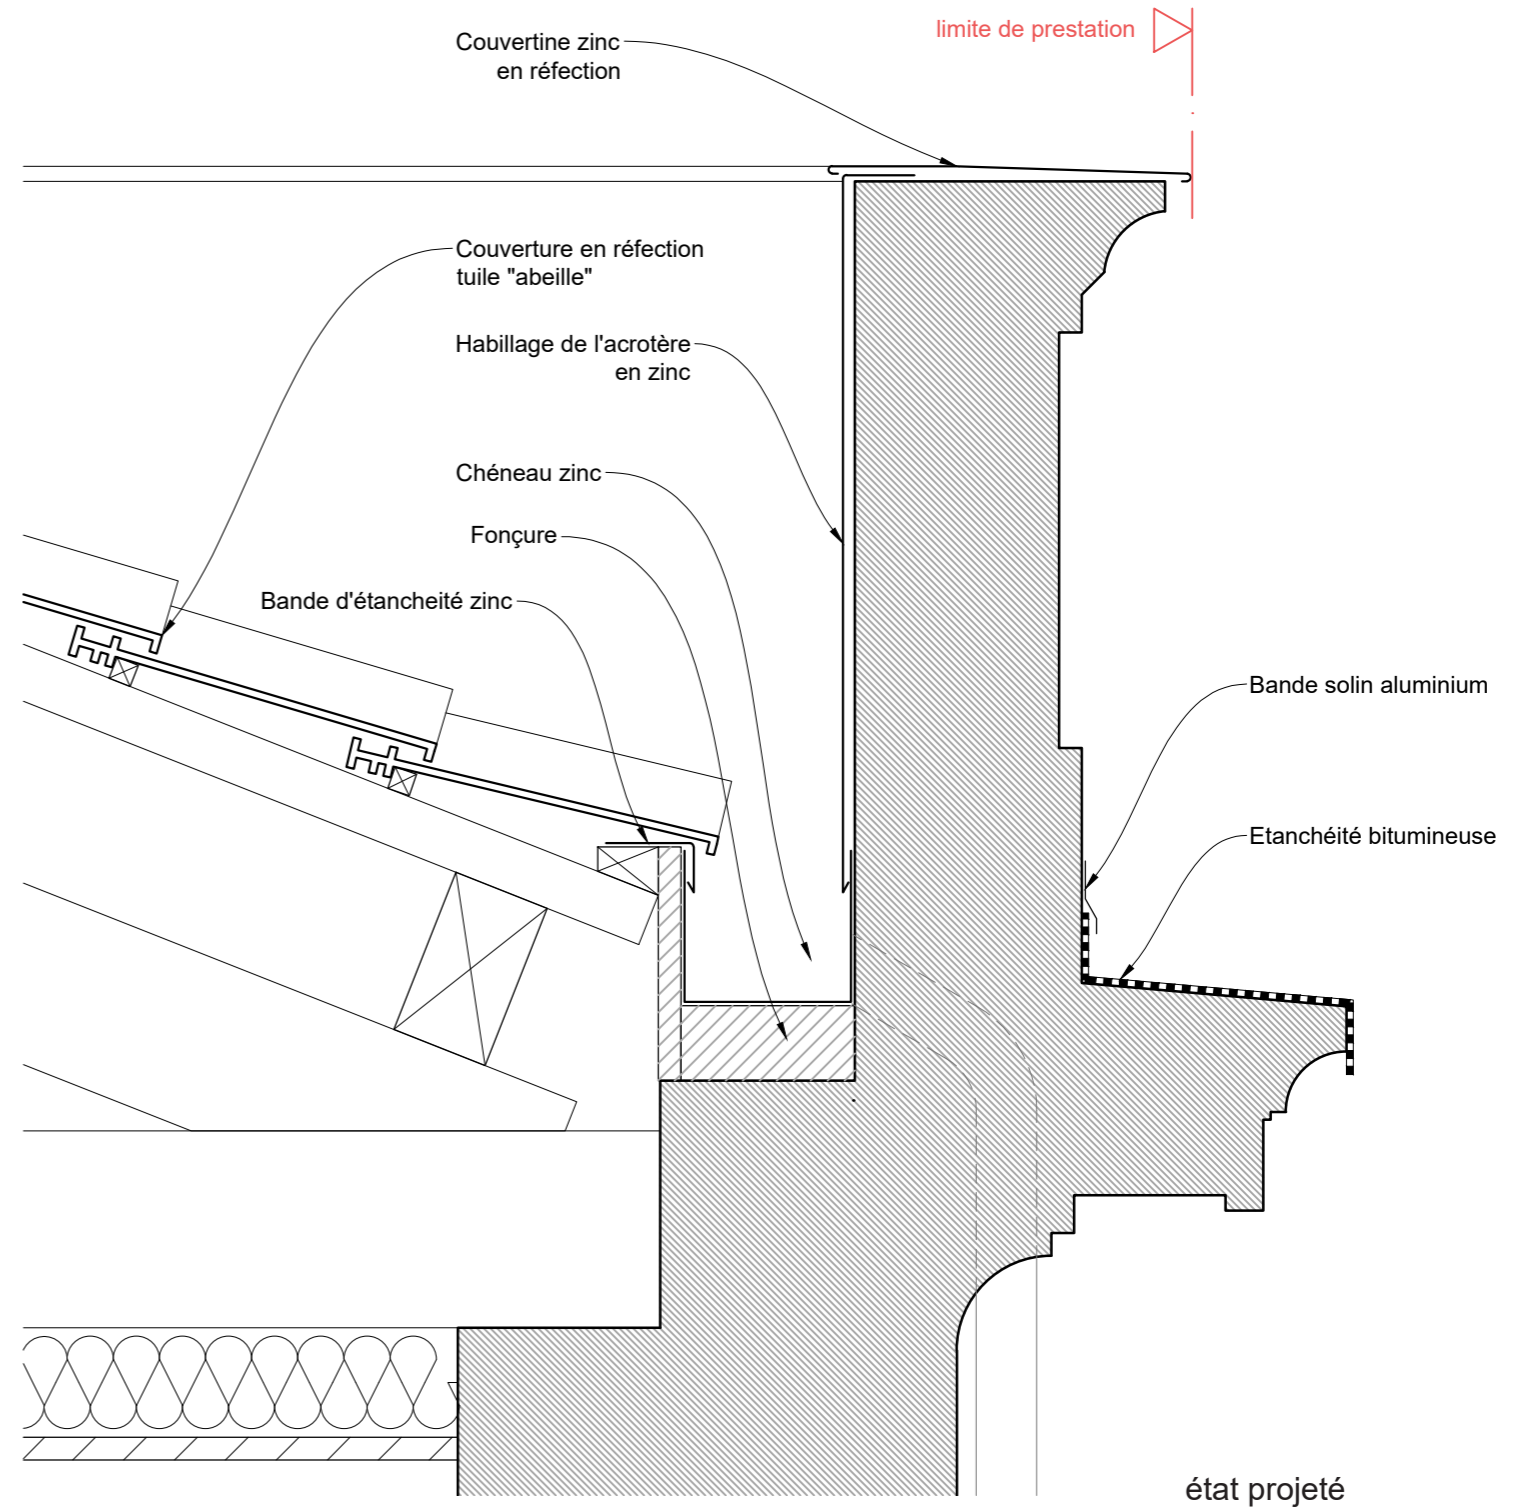 limite de prestation
Couvertine zinc
en réfection
Couverture en réfection
tuile "abeille"
Habillage de l'acrotère
en zinc
Chéneau zinc
Fonçure
Bande d'étancheité zinc
Bande solin aluminium
Etanchéité bitumineuse
état projeté